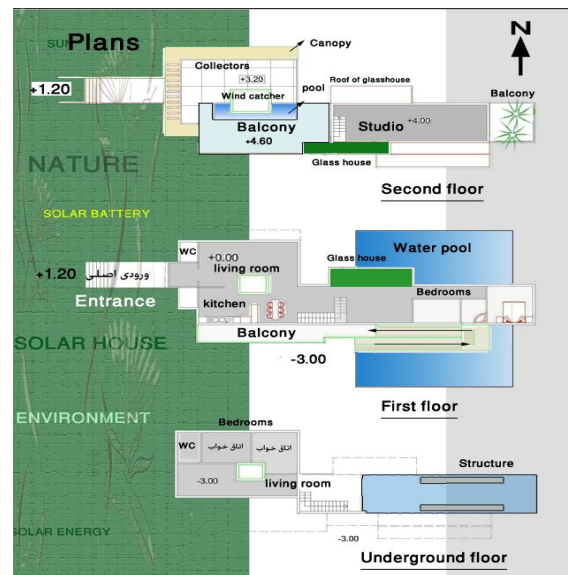 SUN
Plans
N
Canopy
Collectors
+3.20
+1.20
Wind catcher
pool
Roof of glasshouse
Balcony
Balcony
+4.60
Studio +4.00
Glass house
NATURE
Second floor
SOLAR BATTERY
WC
+0.00
living room
Glass house
Water pool
+1.20
ورودی اصلی
Entrance
kitchen
Bedrooms
Balcony
SOLAR HOUSE
-3.00
First floor
ENVIRONMENT
Bedrooms
WC
اتاق خواب
اتاق خواب
Structure
-3.00
living room
-3.00
SOLAR ENERGY
Underground floor